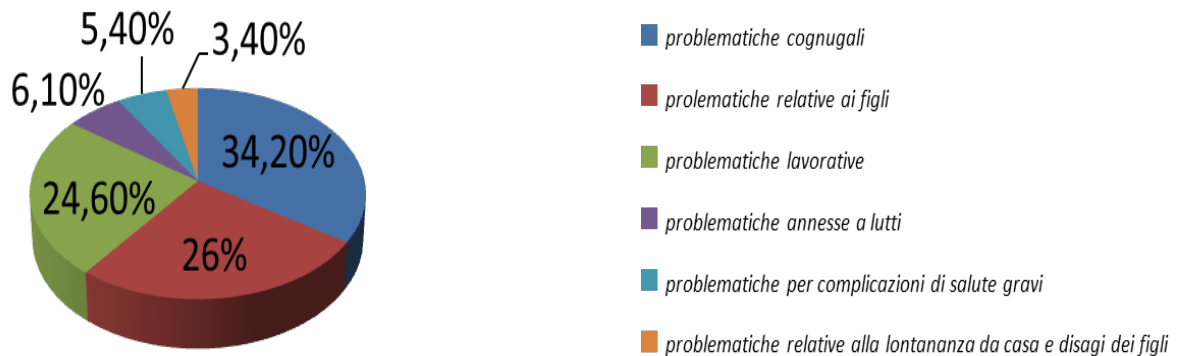 5,40%
3,40%
6,10%
34,20%
24,60%
26%
problematiche cognugali
prolematiche relative ai figli
problematiche lavorative
problematiche annesse a lutti
problematiche per complicazioni di salute gravi
problematiche relative alla lontananza da casa e disagi dei figli